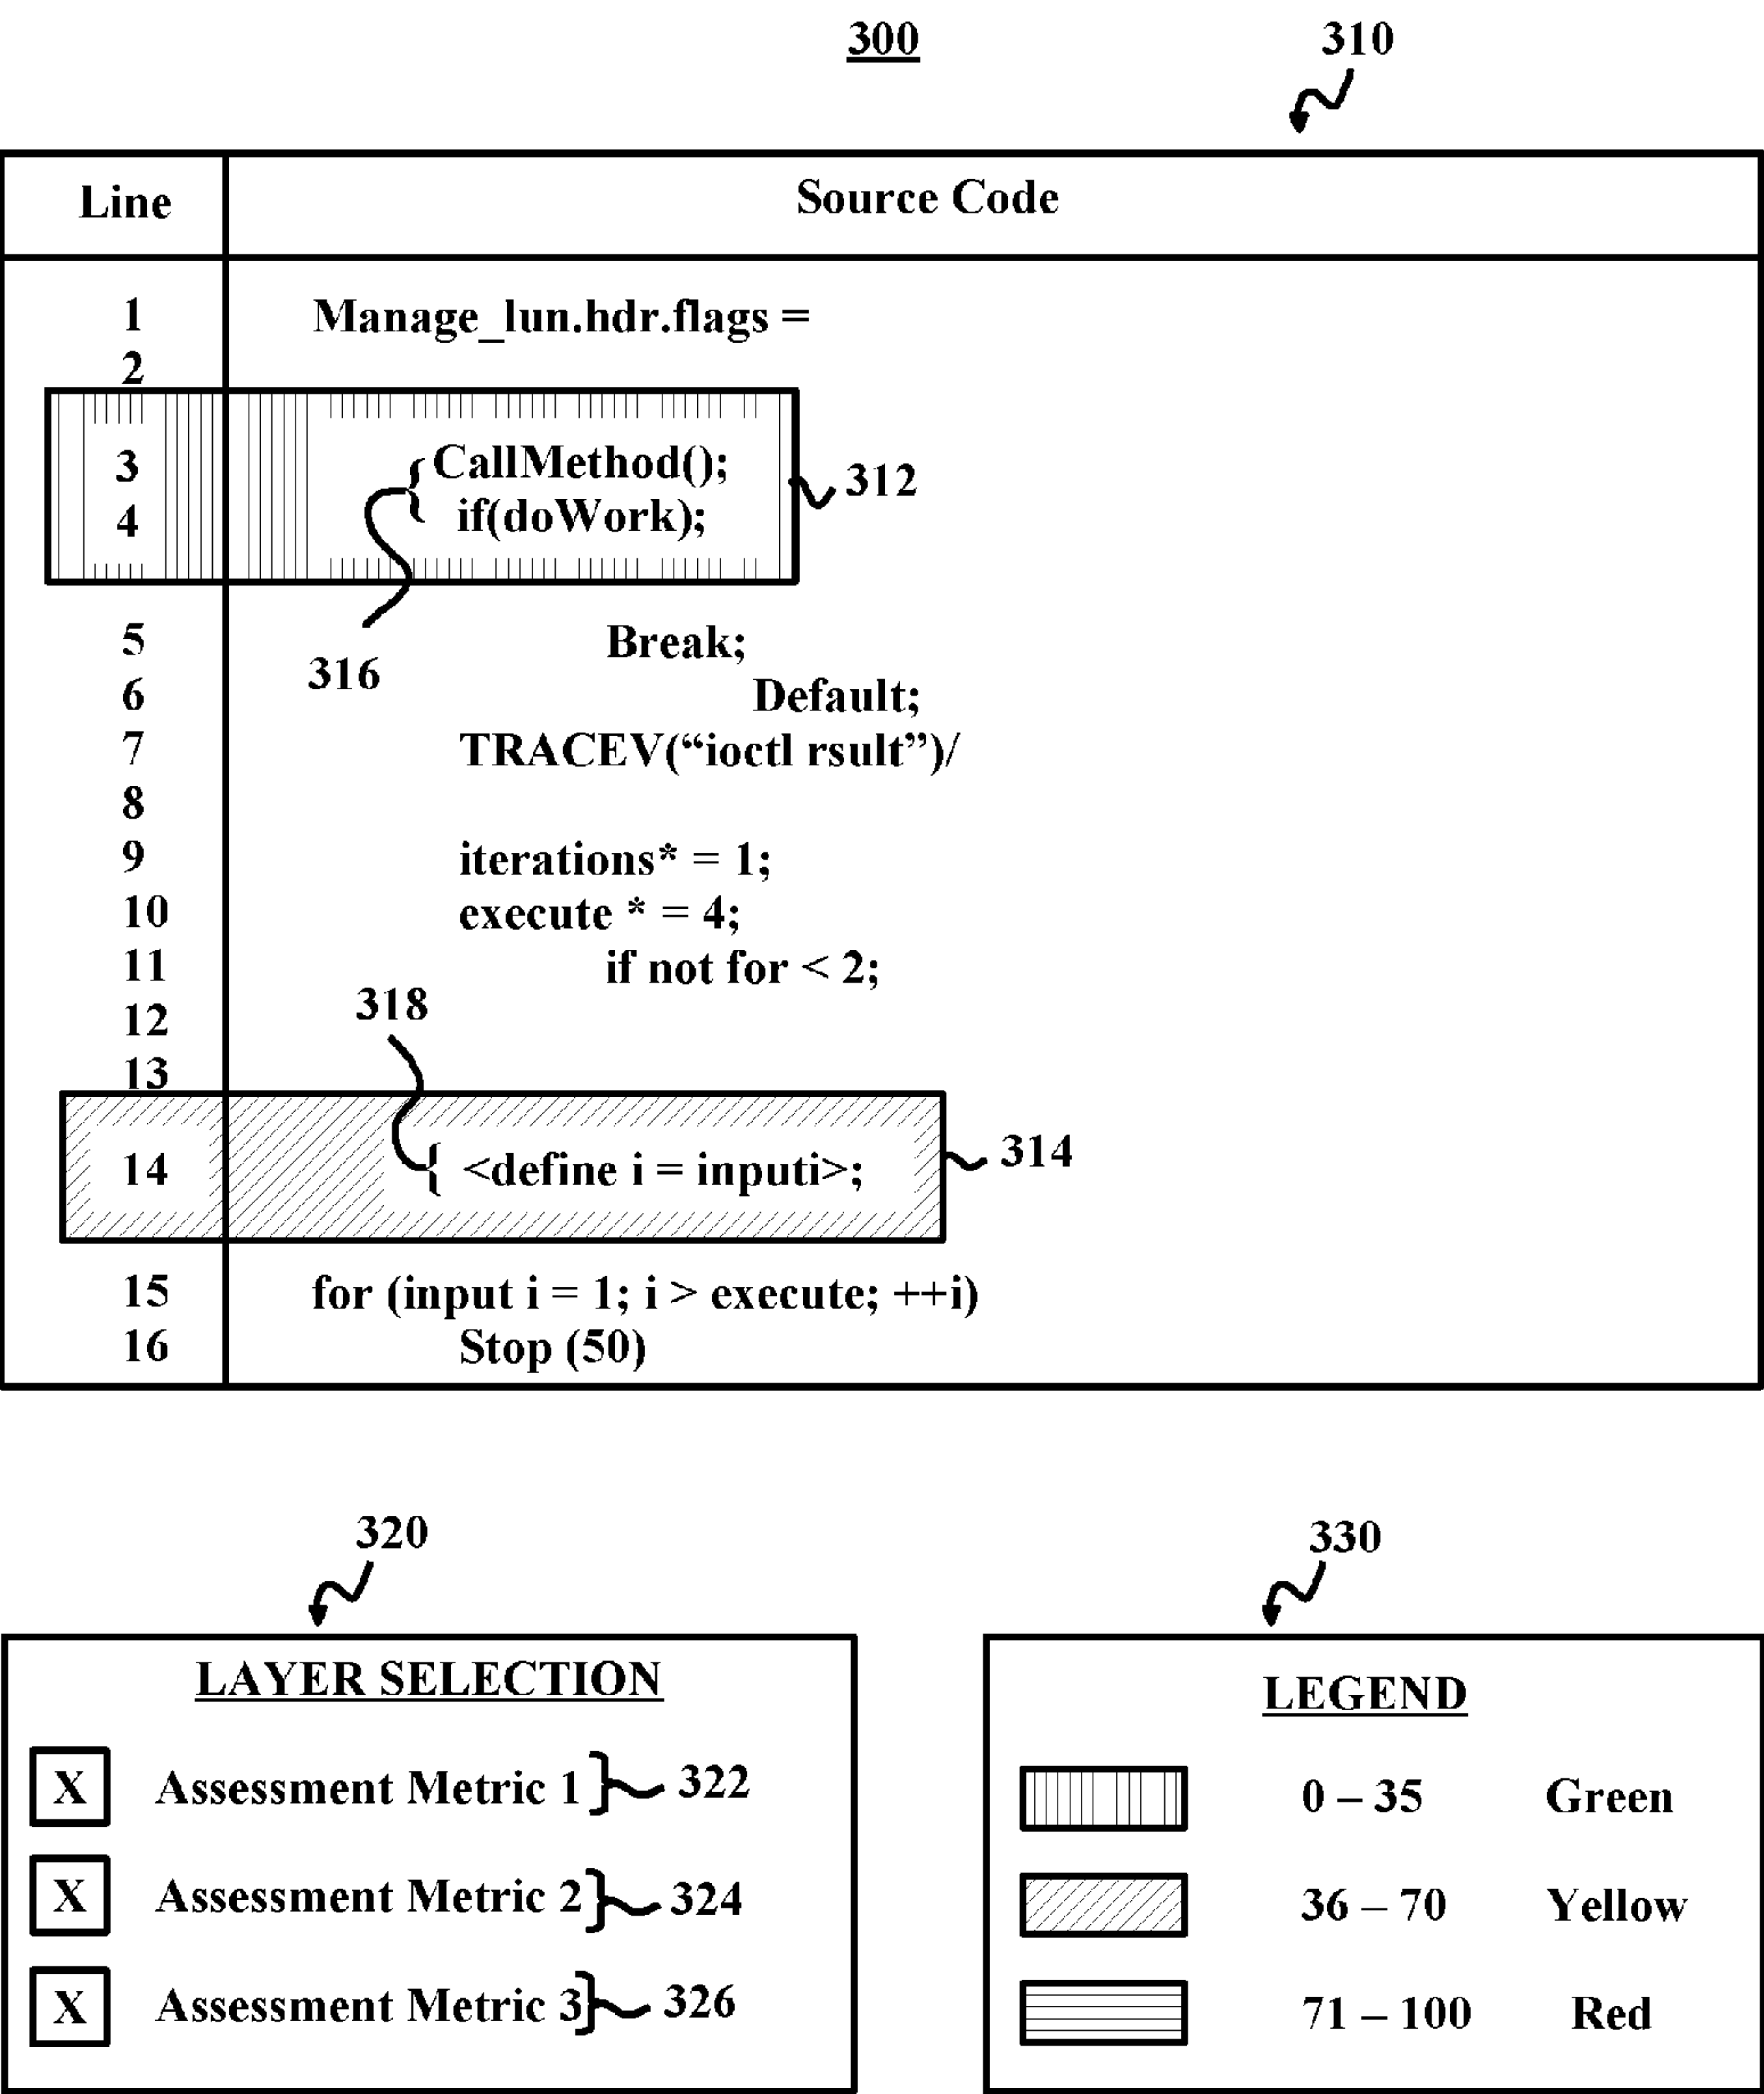 300
310
Line Source Code
1 Manage_lun.hdr.flags =
2
3 { CallMethod();
312
4 if(doWork);
316
5 Break;
6 Default;
7 TRACEV(“ioctl rsult”)/
8
9 iterations* = 1;
10 execute * = 4;
11 if not for < 2;
318
12
13
14 { <define i = inputi>;
314
15 for (input i = 1; i > execute; ++i)
16 Stop (50)
320
LAYER SELECTION
X Assessment Metric 1 } 322
X Assessment Metric 2 } 324
X Assessment Metric 3 } 326
330
LEGEND
0 – 35 Green
36 – 70 Yellow
71 – 100 Red